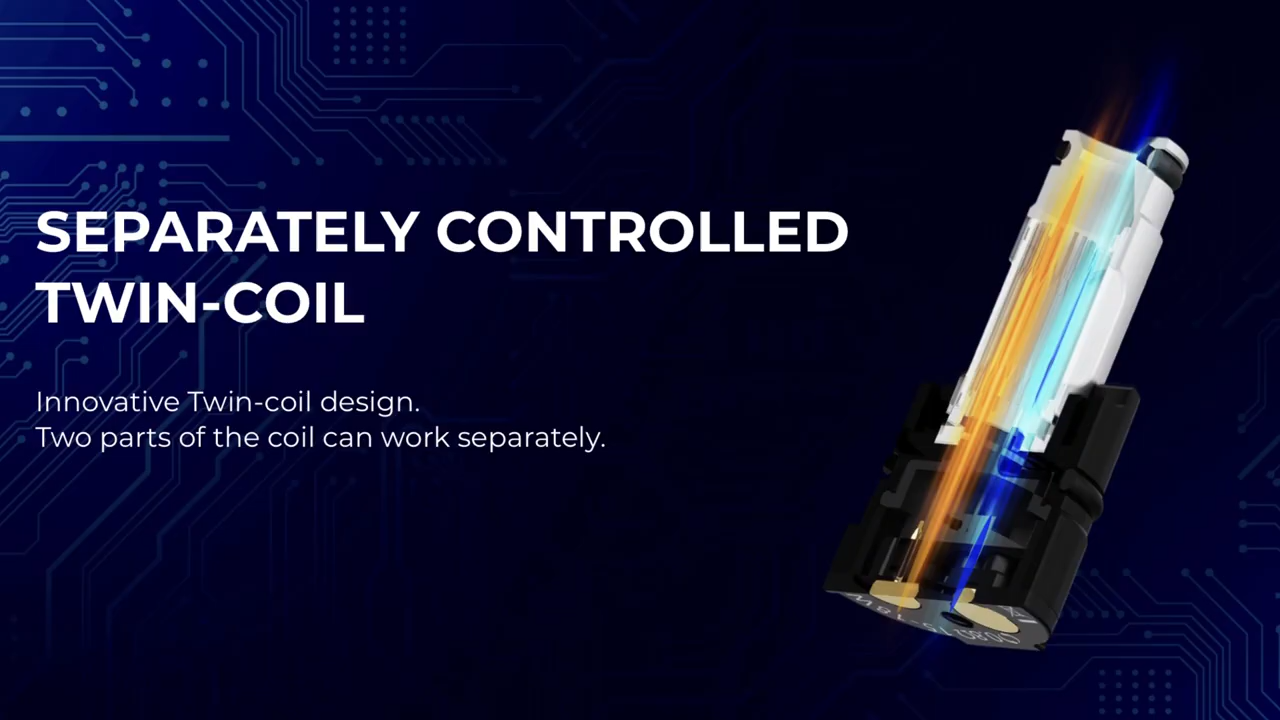 SEPARATELY CONTROLLED
TWIN-COIL
Innovative Twin-coil design.
Two parts of the coil can work separately.